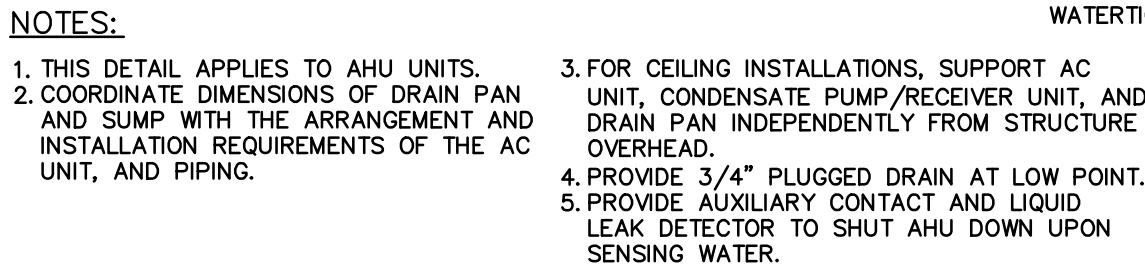 NOTES:
1. THIS DETAIL APPLIES TO AHU UNITS.
2. COORDINATE DIMENSIONS OF DRAIN PAN
AND SUMP WITH THE ARRANGEMENT AND
INSTALLATION REQUIREMENTS OF THE AC
UNIT, AND PIPING.
3. FOR CEILING INSTALLATIONS, SUPPORT AC
UNIT, CONDENSATE PUMP/RECEIVER UNIT, AND
DRAIN PAN INDEPENDENTLY FROM STRUCTURE
OVERHEAD.
4. PROVIDE 3/4" PLUGGED DRAIN AT LOW POINT.
5. PROVIDE AUXILIARY CONTACT AND LIQUID
LEAK DETECTOR TO SHUT AHU DOWN UPON
SENSING WATER.